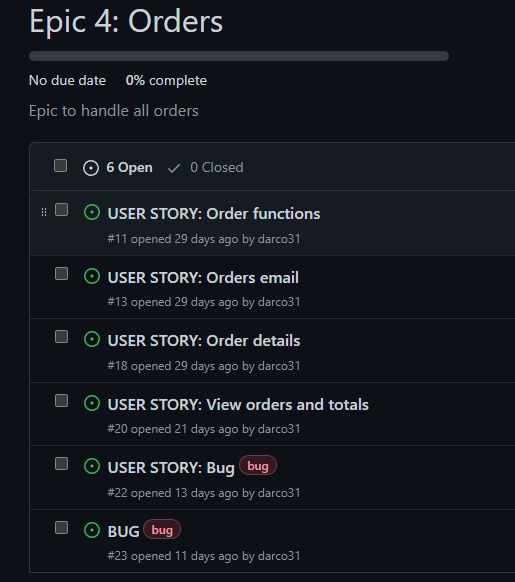 Epic 4: Orders
No due date 0% complete
Epic to handle all orders
6 Open 0 Closed
USER STORY: Order functions
#11 opened 29 days ago by darco31
USER STORY: Orders email
#13 opened 29 days ago by darco31
USER STORY: Order details
#18 opened 29 days ago by darco31
USER STORY: View orders and totals
#20 opened 21 days ago by darco31
USER STORY: Bug bug
#22 opened 13 days ago by darco31
BUG bug
#23 opened 11 days ago by darco31